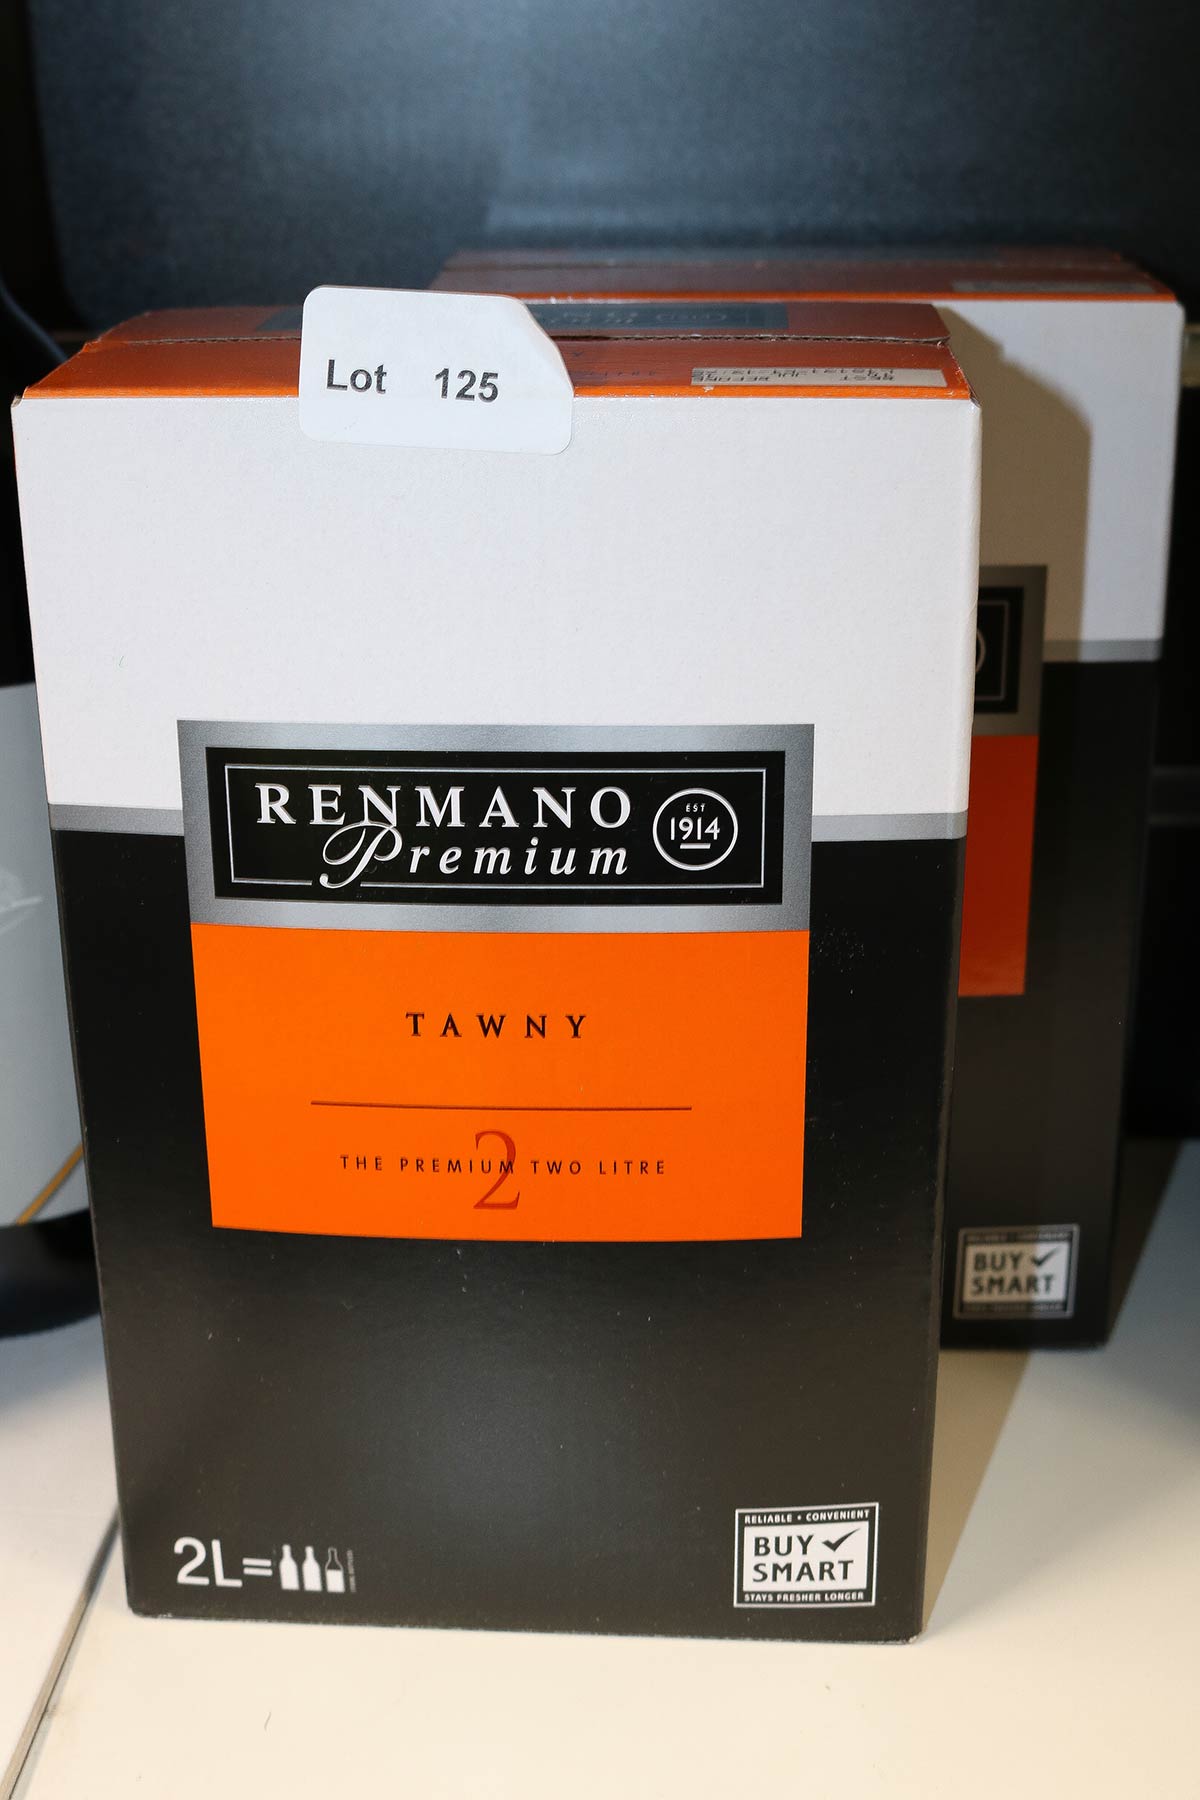 Lot 125
RENMANO
Premium
EST
1914
TAWNY
2
THE PREMIUM TWO LITRE
2L=
RELIABLE • CONVENIENT
BUY
SMART
STAYS FRESHER LONGER
BUY
SMART